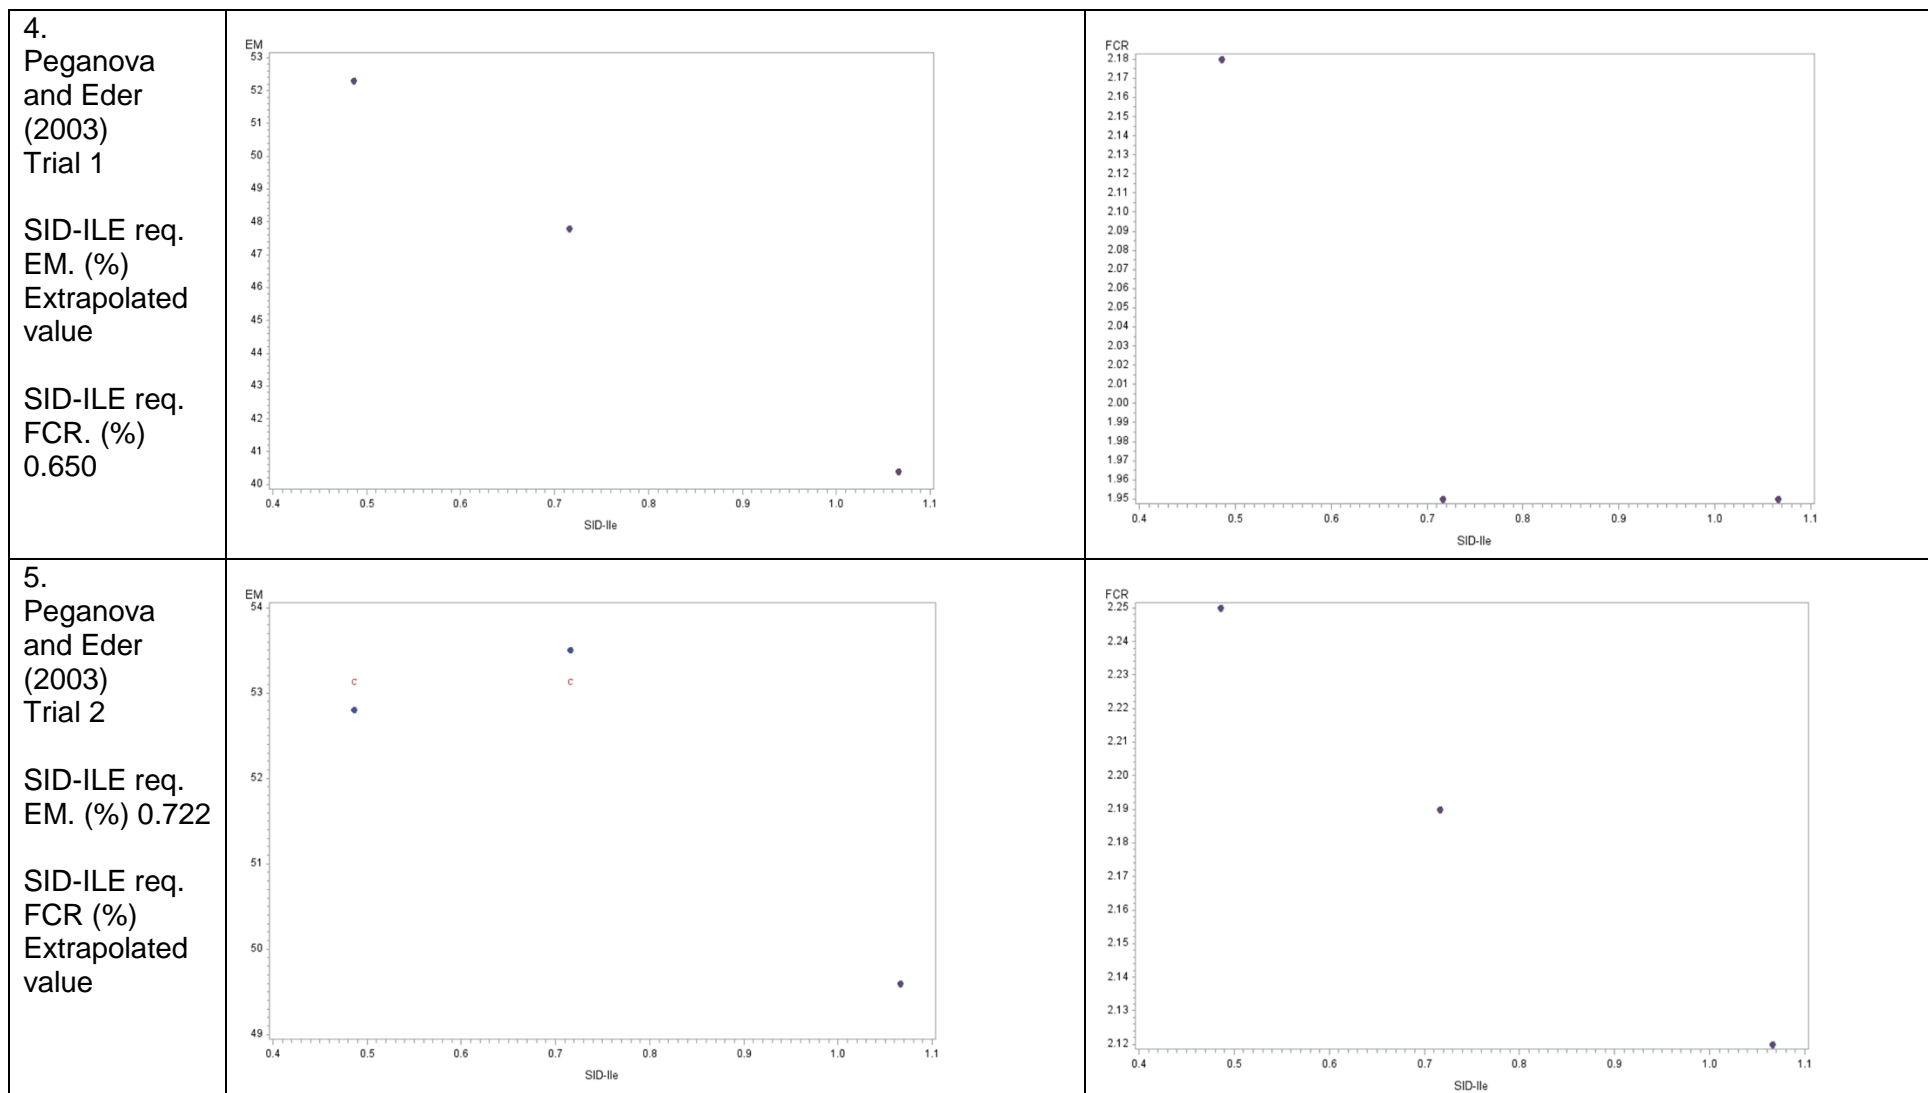 4.
Peganova
and Eder
(2003)
Trial 1
SID-ILE req.
EM. (%)
Extrapolated
value
SID-ILE req.
FCR. (%)
0.650
EM
53
52
51
50
49
48
47
46
45
44
43
42
41
40
0.4 0.5 0.6 0.7 0.8 0.9 1.0 1.1
SID-Ile
FCR
2.18
2.17
2.16
2.15
2.14
2.13
2.12
2.11
2.10
2.09
2.08
2.07
2.06
2.05
2.04
2.03
2.02
2.01
2.00
1.99
1.98
1.97
1.96
1.95
0.4 0.5 0.6 0.7 0.8 0.9 1.0 1.1
SID-Ile
5.
Peganova
and Eder
(2003)
Trial 2
SID-ILE req.
EM. (%) 0.722
SID-ILE req.
FCR (%)
Extrapolated
value
EM
54
53
52
51
50
49
C C
0.4 0.5 0.6 0.7 0.8 0.9 1.0 1.1
SID-Ile
FCR
2.25
2.24
2.23
2.22
2.21
2.20
2.19
2.18
2.17
2.16
2.15
2.14
2.13
2.12
0.4 0.5 0.6 0.7 0.8 0.9 1.0 1.1
SID-Ile